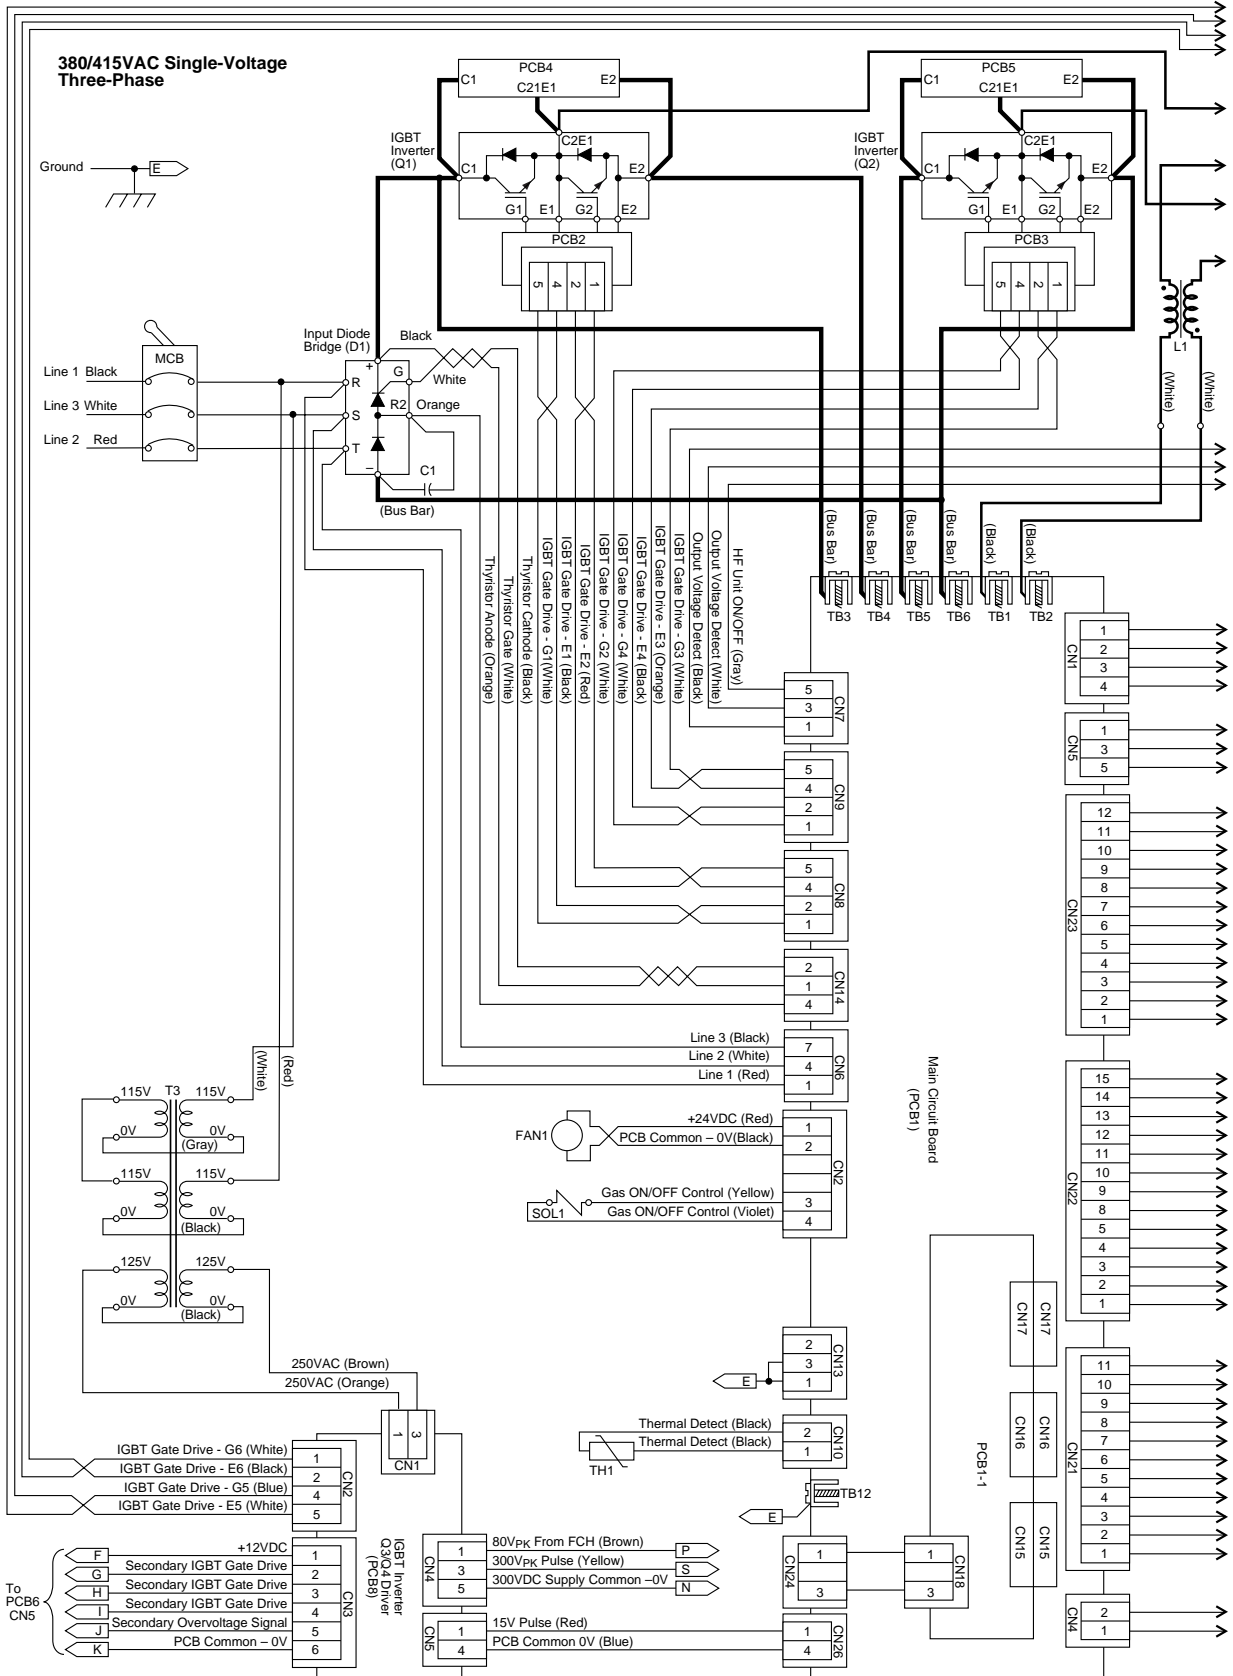 380/415VAC Single-Voltage
Three-Phase
Ground
E
PCB4
C1
E2
C21E1
IGBT
Inverter
(Q1)
C2E1
C1
E2
G1
E1
G2
E2
PCB2
5
4
2
1
PCB5
C1
E2
C21E1
IGBT
Inverter
(Q2)
C2E1
C1
E2
G1
E1
G2
E2
PCB3
5
4
2
1
L1
(White)
(White)
MCB
Line 1 Black
Line 3 White
Line 2 Red
Input Diode
Bridge (D1)
Black
White
Orange
+
G
R
R2
S
T
–
C1
(Bus Bar)
Thyristor Anode (Orange)
Thyristor Gate (White)
Thyristor Cathode (Black)
IGBT Gate Drive - G1(White)
IGBT Gate Drive - E1 (Black)
IGBT Gate Drive - E2 (Red)
IGBT Gate Drive - G2 (White)
IGBT Gate Drive - G4 (White)
IGBT Gate Drive - E4 (Black)
IGBT Gate Drive - E3 (Orange)
IGBT Gate Drive - G3 (White)
Output Voltage Detect (Black)
Output Voltage Detect (White)
HF Unit ON/OFF (Gray)
(Bus Bar)
(Bus Bar)
(Bus Bar)
(Bus Bar)
(Black)
(Black)
TB3
TB4
TB5
TB6
TB1
TB2
CN7
5
3
1
CN9
5
4
2
1
CN8
5
4
2
1
CN14
2
1
4
Line 3 (Black)
Line 2 (White)
Line 1 (Red)
CN6
7
4
1
FAN1
+24VDC (Red)
PCB Common – 0V(Black)
SOL1
Gas ON/OFF Control (Yellow)
Gas ON/OFF Control (Violet)
CN2
1
2
3
4
CN13
2
3
1
E
Thermal Detect (Black)
Thermal Detect (Black)
TH1
CN10
2
1
TB12
E
CN24
1
3
CN18
1
3
CN26
1
4
Main Circuit Board
(PCB1)
PCB1-1
CN17
CN17
CN16
CN16
CN15
CN15
CN1
1
2
3
4
CN5
1
3
5
CN23
12
11
10
9
8
7
6
5
4
3
2
1
CN22
15
14
13
12
11
10
9
8
5
4
3
2
1
CN21
11
10
9
8
7
6
5
4
3
2
1
CN4
2
1
(White)
(Red)
T3
115V
115V
0V
0V
(Gray)
115V
115V
0V
0V
(Black)
125V
125V
0V
0V
(Black)
250VAC (Brown)
250VAC (Orange)
1
3
CN1
IGBT Gate Drive - G6 (White)
IGBT Gate Drive - E6 (Black)
IGBT Gate Drive - G5 (Blue)
IGBT Gate Drive - E5 (White)
CN2
1
2
4
5
To
PCB6
CN5
F
G
H
I
J
K
+12VDC
Secondary IGBT Gate Drive
Secondary IGBT Gate Drive
Secondary IGBT Gate Drive
Secondary Overvoltage Signal
PCB Common – 0V
CN3
1
2
3
4
5
6
IGBT Inverter
Q3/Q4 Driver
(PCB8)
CN4
1
3
5
80VPK From FCH (Brown)
300VPK Pulse (Yellow)
300VDC Supply Common –0V
P
S
N
CN5
1
4
15V Pulse (Red)
PCB Common 0V (Blue)